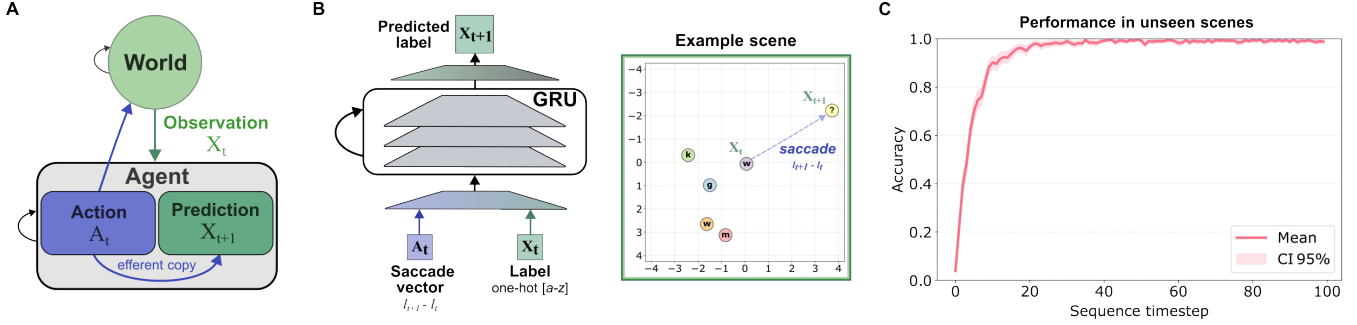 A
World
Observation
Xt
Agent
Action
At
Prediction
Xt+1
efferent copy
B
Predicted
label
Xt+1
GRU
At
Xt
Saccade
vector
lt+1 - lt
Label
one-hot [a-z]
Example scene
−4
−3
−2
−1
0
1
2
3
4
−4
−3
−2
−1
0
1
2
3
4
Xt+1
?
Xt
w
saccade
lt+1 - lt
k
g
w
m
C
Performance in unseen scenes
Accuracy
1.0
0.8
0.6
0.4
0.2
0.0
0
20
40
60
80
100
Sequence timestep
Mean
CI 95%